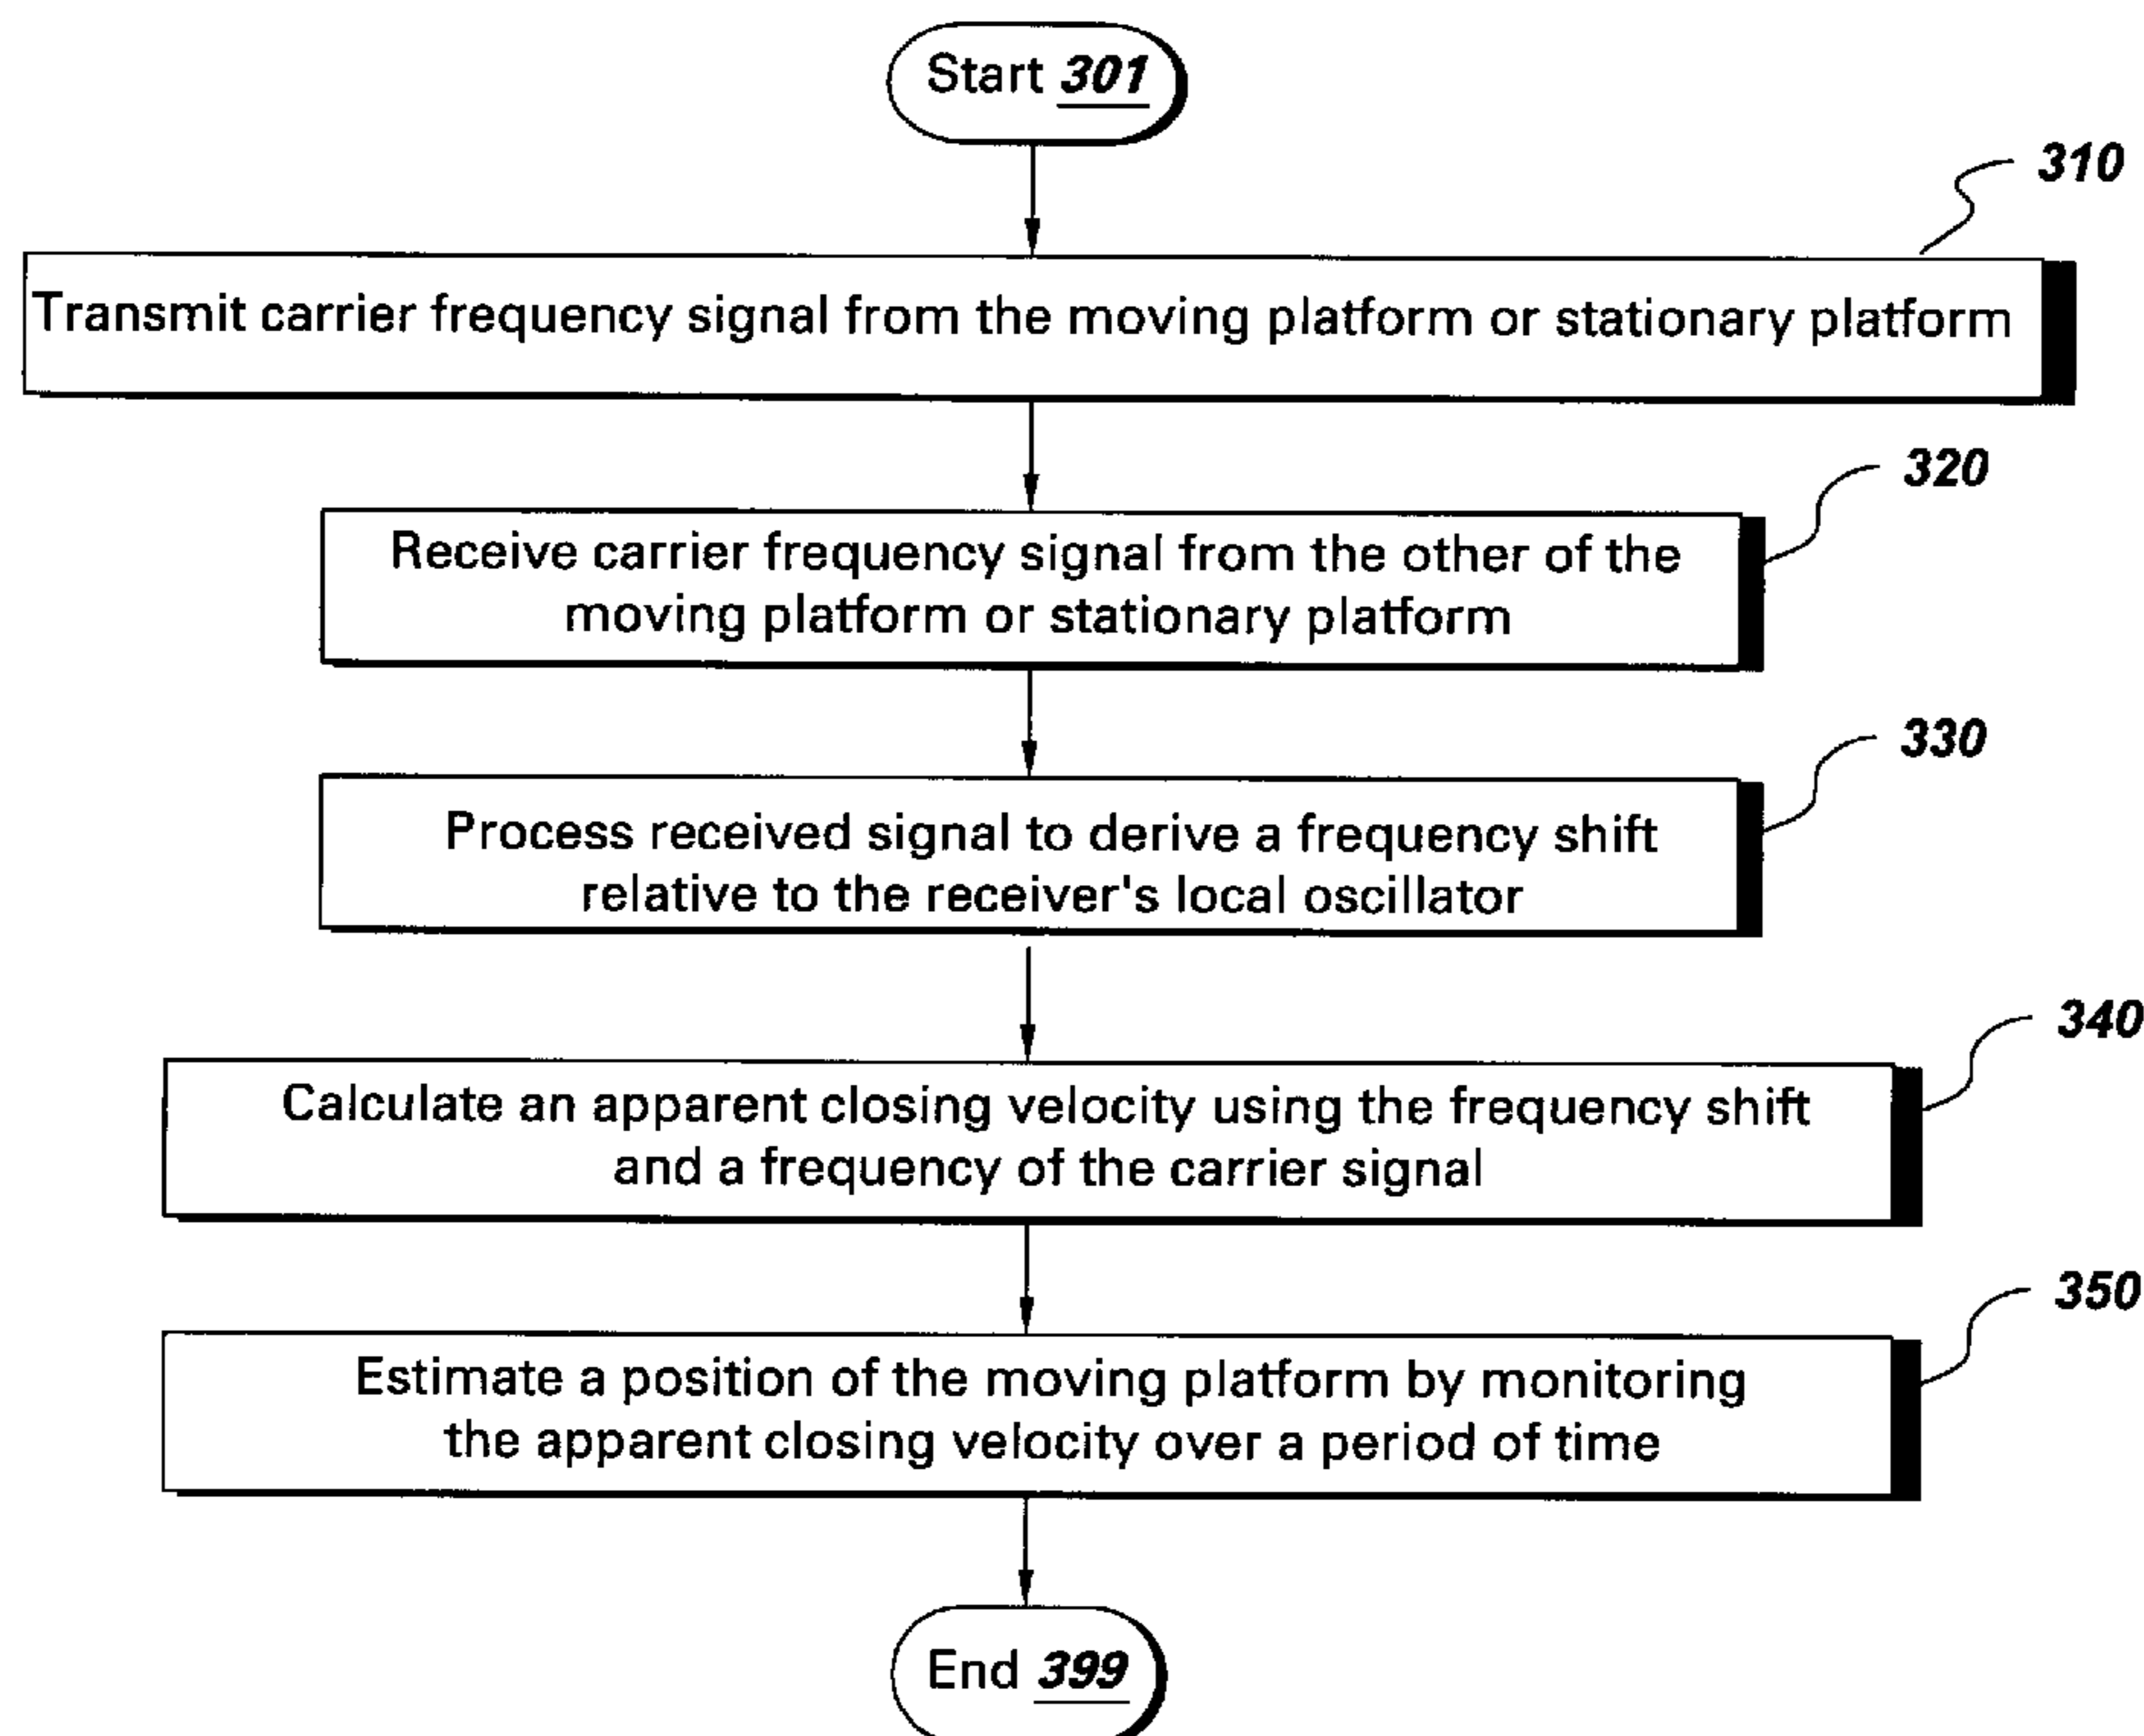 Start 301
310
Transmit carrier frequency signal from the moving platform or stationary platform
320
Receive carrier frequency signal from the other of the
moving platform or stationary platform
330
Process received signal to derive a frequency shift
relative to the receiver's local oscillator
340
Calculate an apparent closing velocity using the frequency shift
and a frequency of the carrier signal
350
Estimate a position of the moving platform by monitoring
the apparent closing velocity over a period of time
End 399